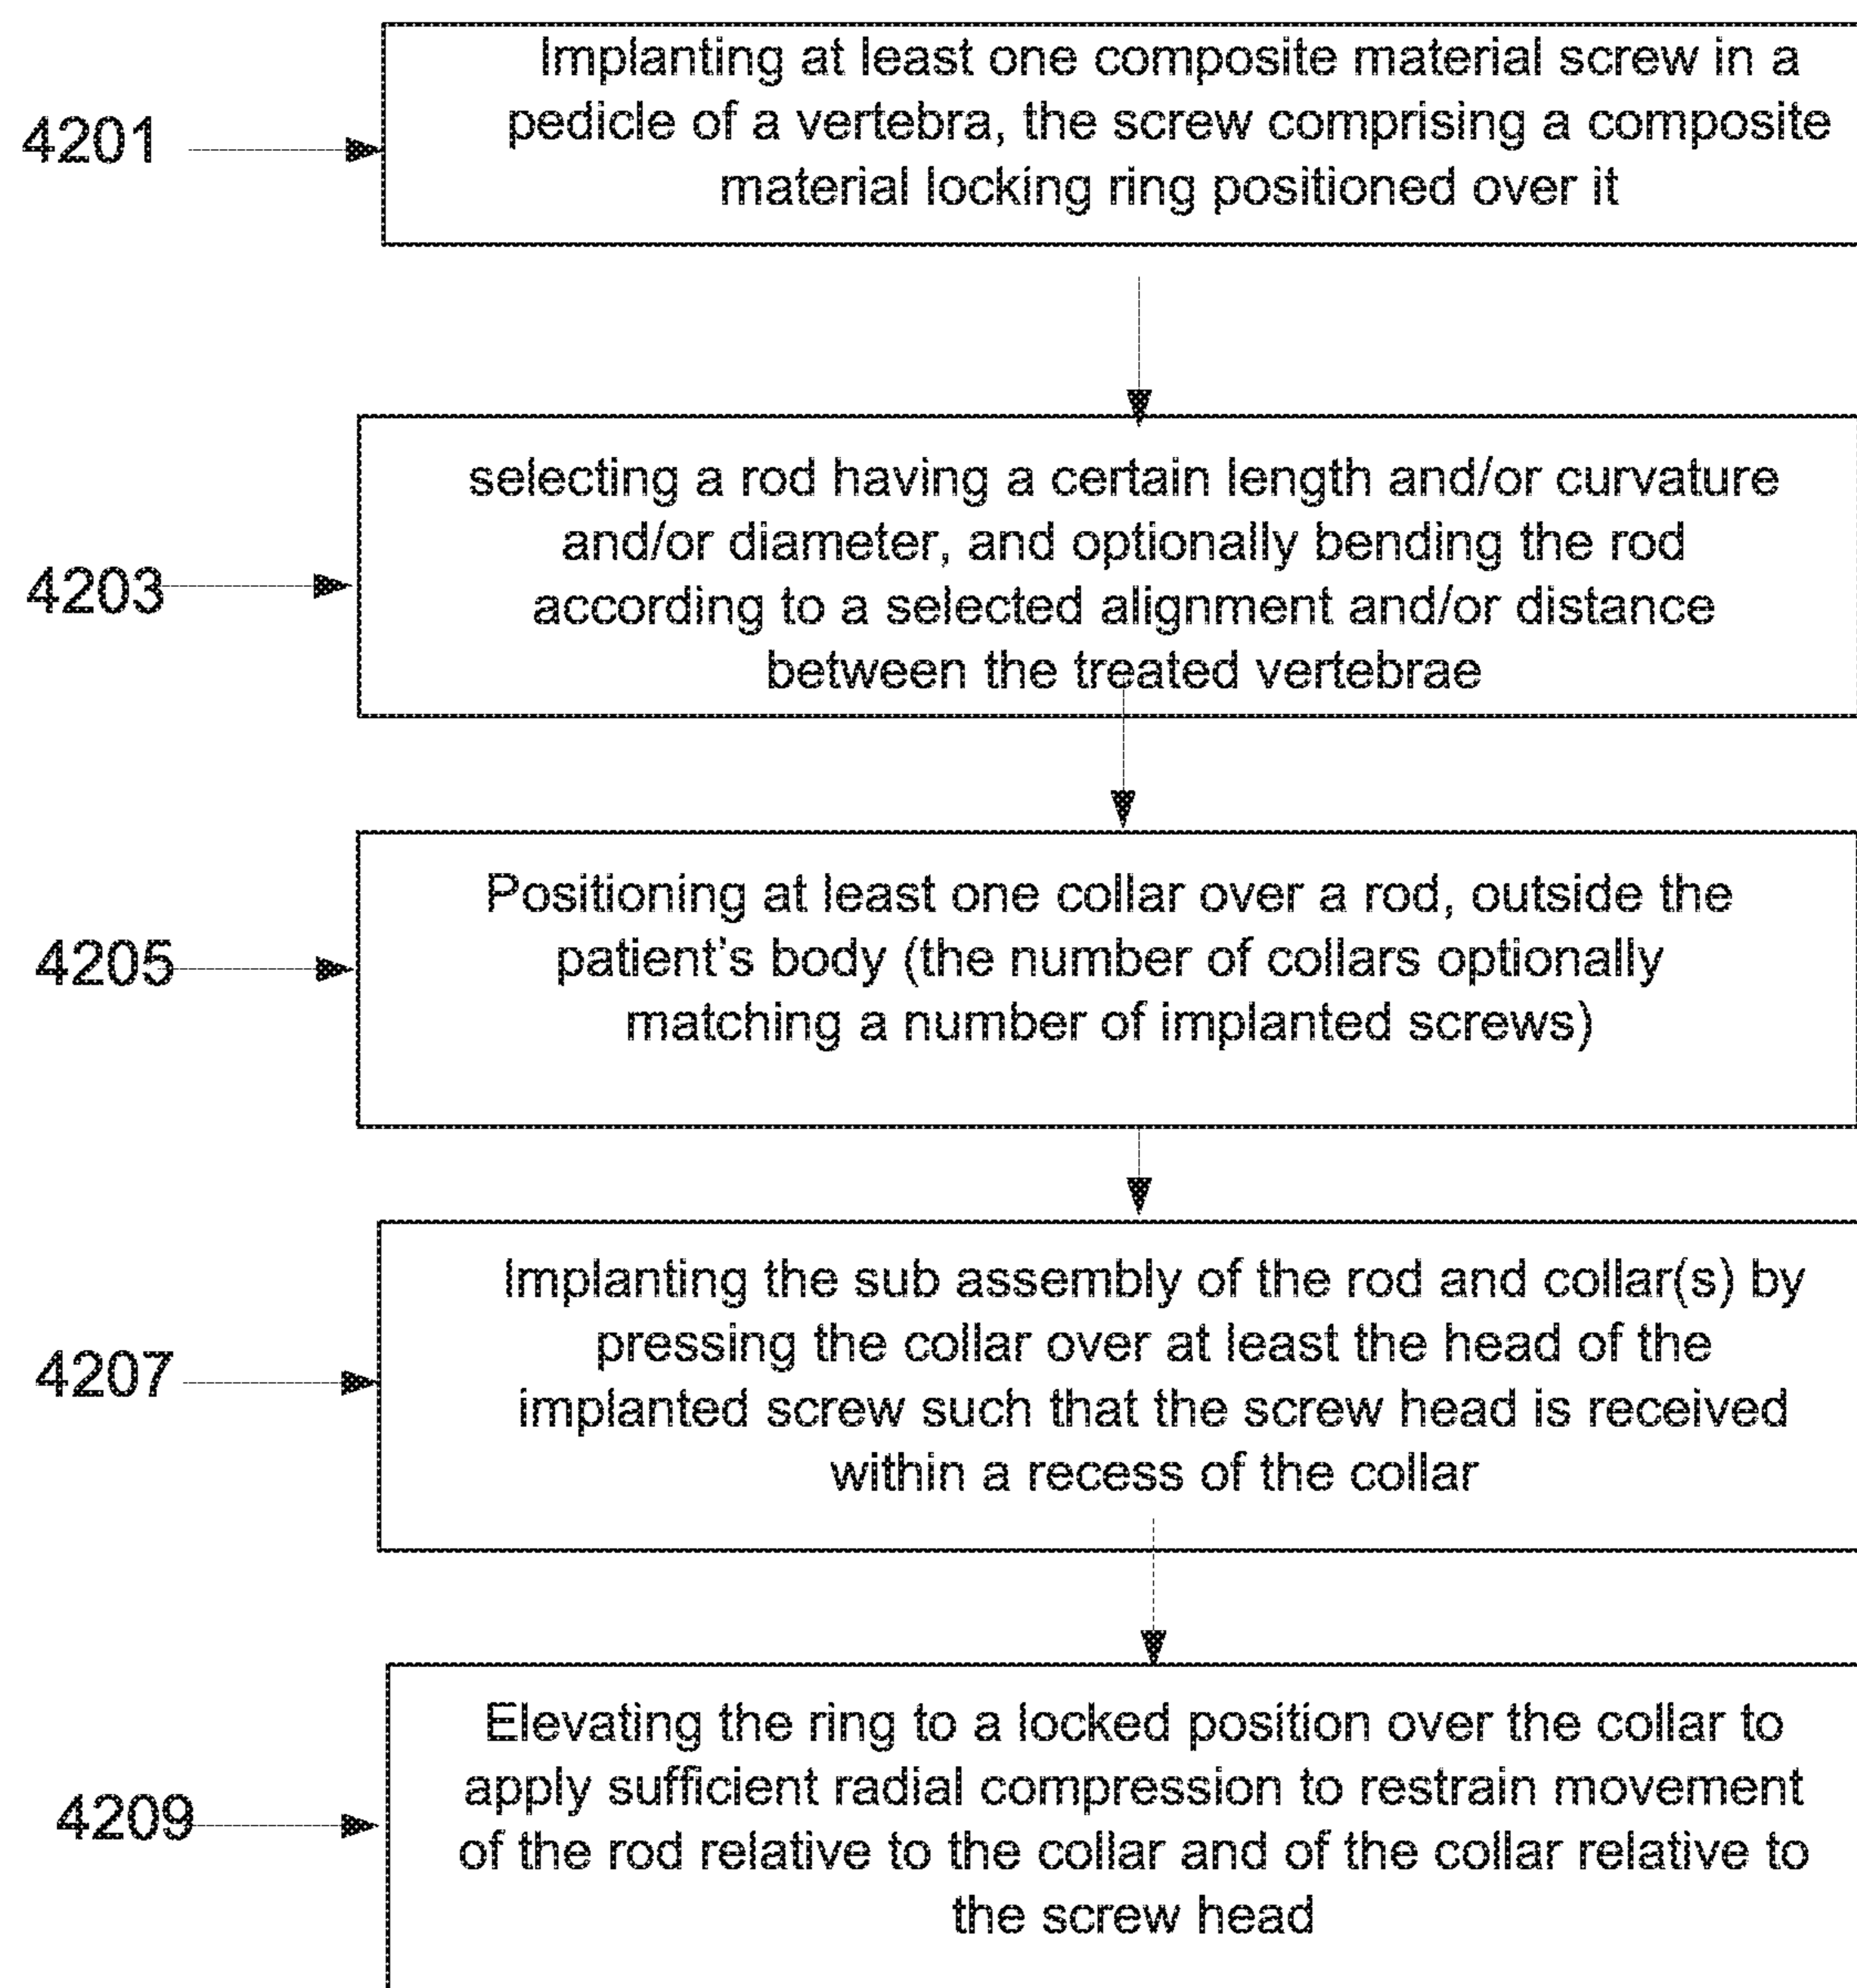 Implanting at least one composite material screw in a
pedicle of a vertebra, the screw comprising a composite
material locking ring positioned over it
4201
selecting a rod having a certain length and/or curvature
and/or diameter, and optionally bending the rod
according to a selected alignment and/or distance
between the treated vertebrae
4203
Positioning at least one collar over a rod, outside the
patient's body (the number of collars optionally
matching a number of implanted screws)
4205
Implanting the sub assembly of the rod and collar(s) by
pressing the collar over at least the head of the
implanted screw such that the screw head is received
within a recess of the collar
4207
Elevating the ring to a locked position over the collar to
apply sufficient radial compression to restrain movement
of the rod relative to the collar and of the collar relative to
the screw head
4209